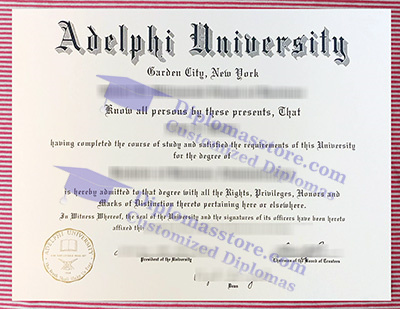 Adelphi University
Garden City, New York
Know all persons by these presents, That
having completed the course of study and satisfied the requirements of this University
for the degree of
is hereby admitted to that degree with all the Rights, Privileges, Honors and
Marks of Distinction thereto pertaining here or elsewhere.
In Witness Whereof, the seal of the University and the signatures of its officers have been hereto
affixed this
President of the University
Chairman of the Board of Trustees
Dean
ADELPHI UNIVERSITY
Diplomasstore.com
Customized Diplomas
Diplomasstore.com
Customized Diplomas